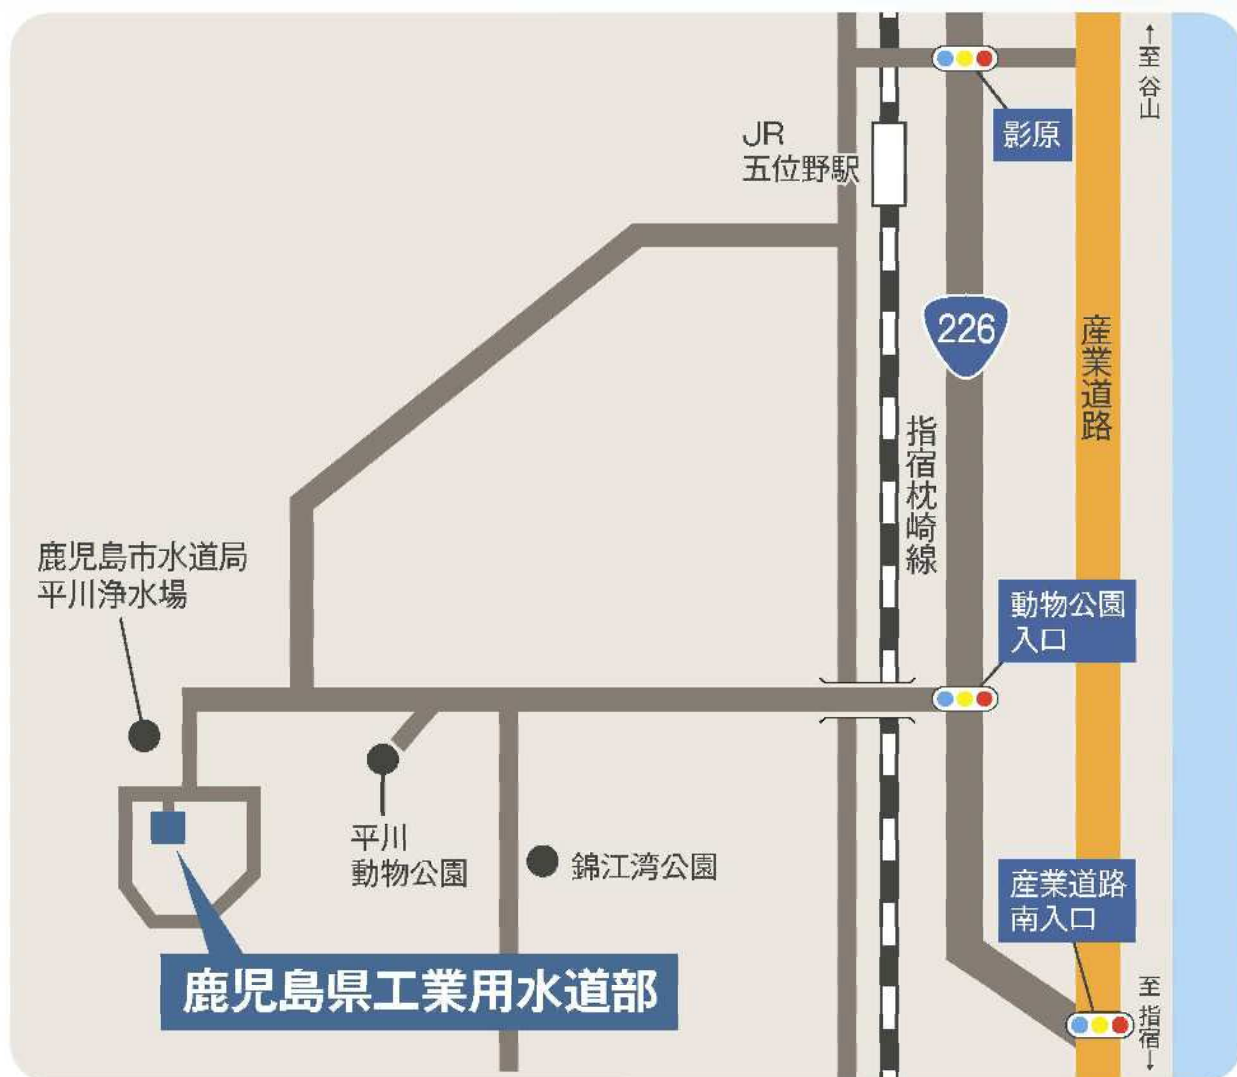 ↑至 谷山
影原
JR
五位野駅
226
産業道路
指宿枕崎線
鹿児島市水道局
平川浄水場
動物公園
入口
平川
動物公園
錦江湾公園
産業道路
南入口
鹿児島県工業用水道部
至 指宿↓